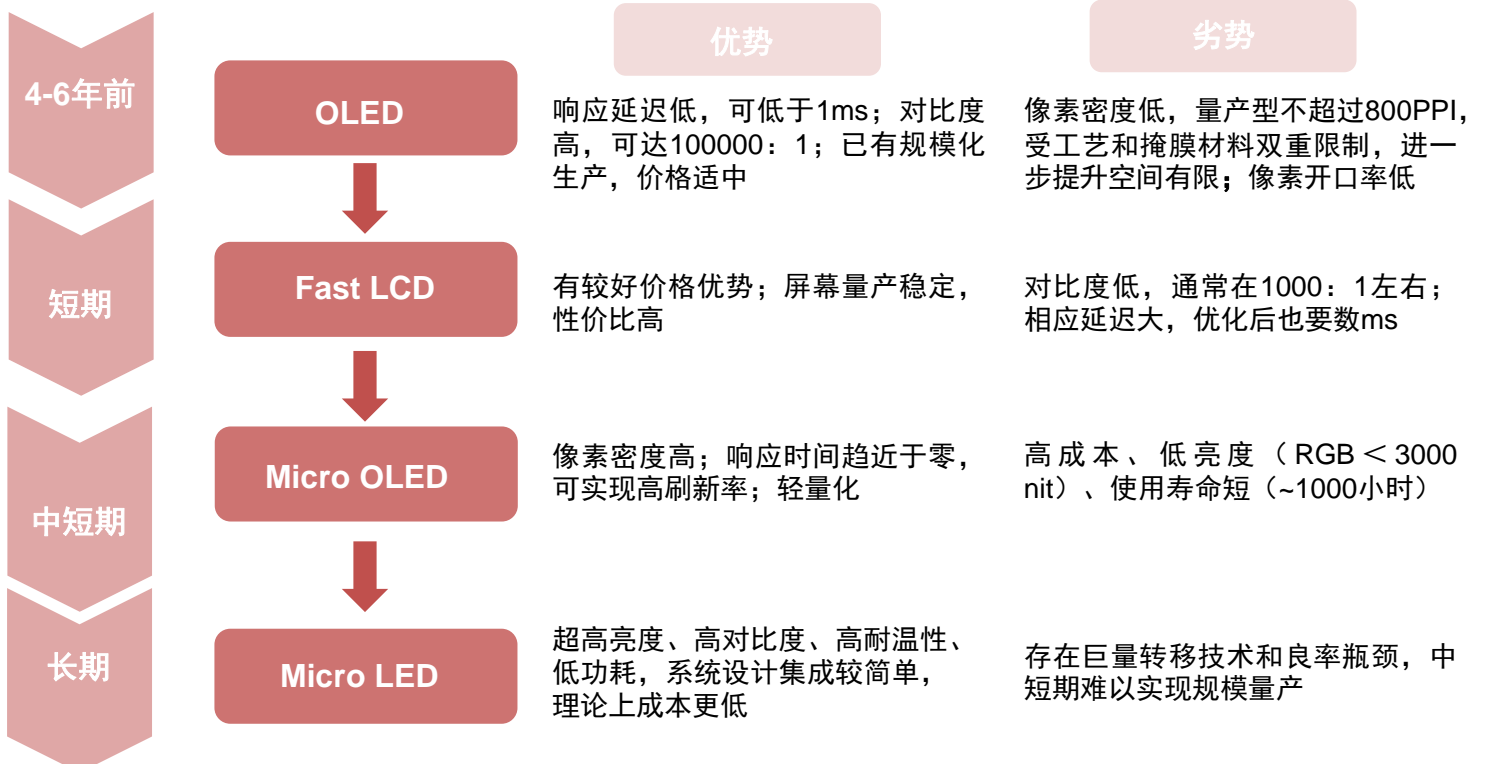 优势
劣势
4-6年前
OLED
响应延迟低，可低于1ms；对比度
高，可达100000：1；已有规模化
生产，价格适中
像素密度低，量产型不超过800PPI，
受工艺和掩膜材料双重限制，进一
步提升空间有限；像素开口率低
短期
Fast LCD
有较好价格优势；屏幕量产稳定，
性价比高
对比度低，通常在1000：1左右；
相应延迟大，优化后也要数ms
中短期
Micro OLED
像素密度高；响应时间趋近于零，
可实现高刷新率；轻量化
高成本、低亮度（RGB＜3000
nit）、使用寿命短（~1000小时）
长期
Micro LED
超高亮度、高对比度、高耐温性、
低功耗，系统设计集成较简单，
理论上成本更低
存在巨量转移技术和良率瓶颈，中
短期难以实现规模量产